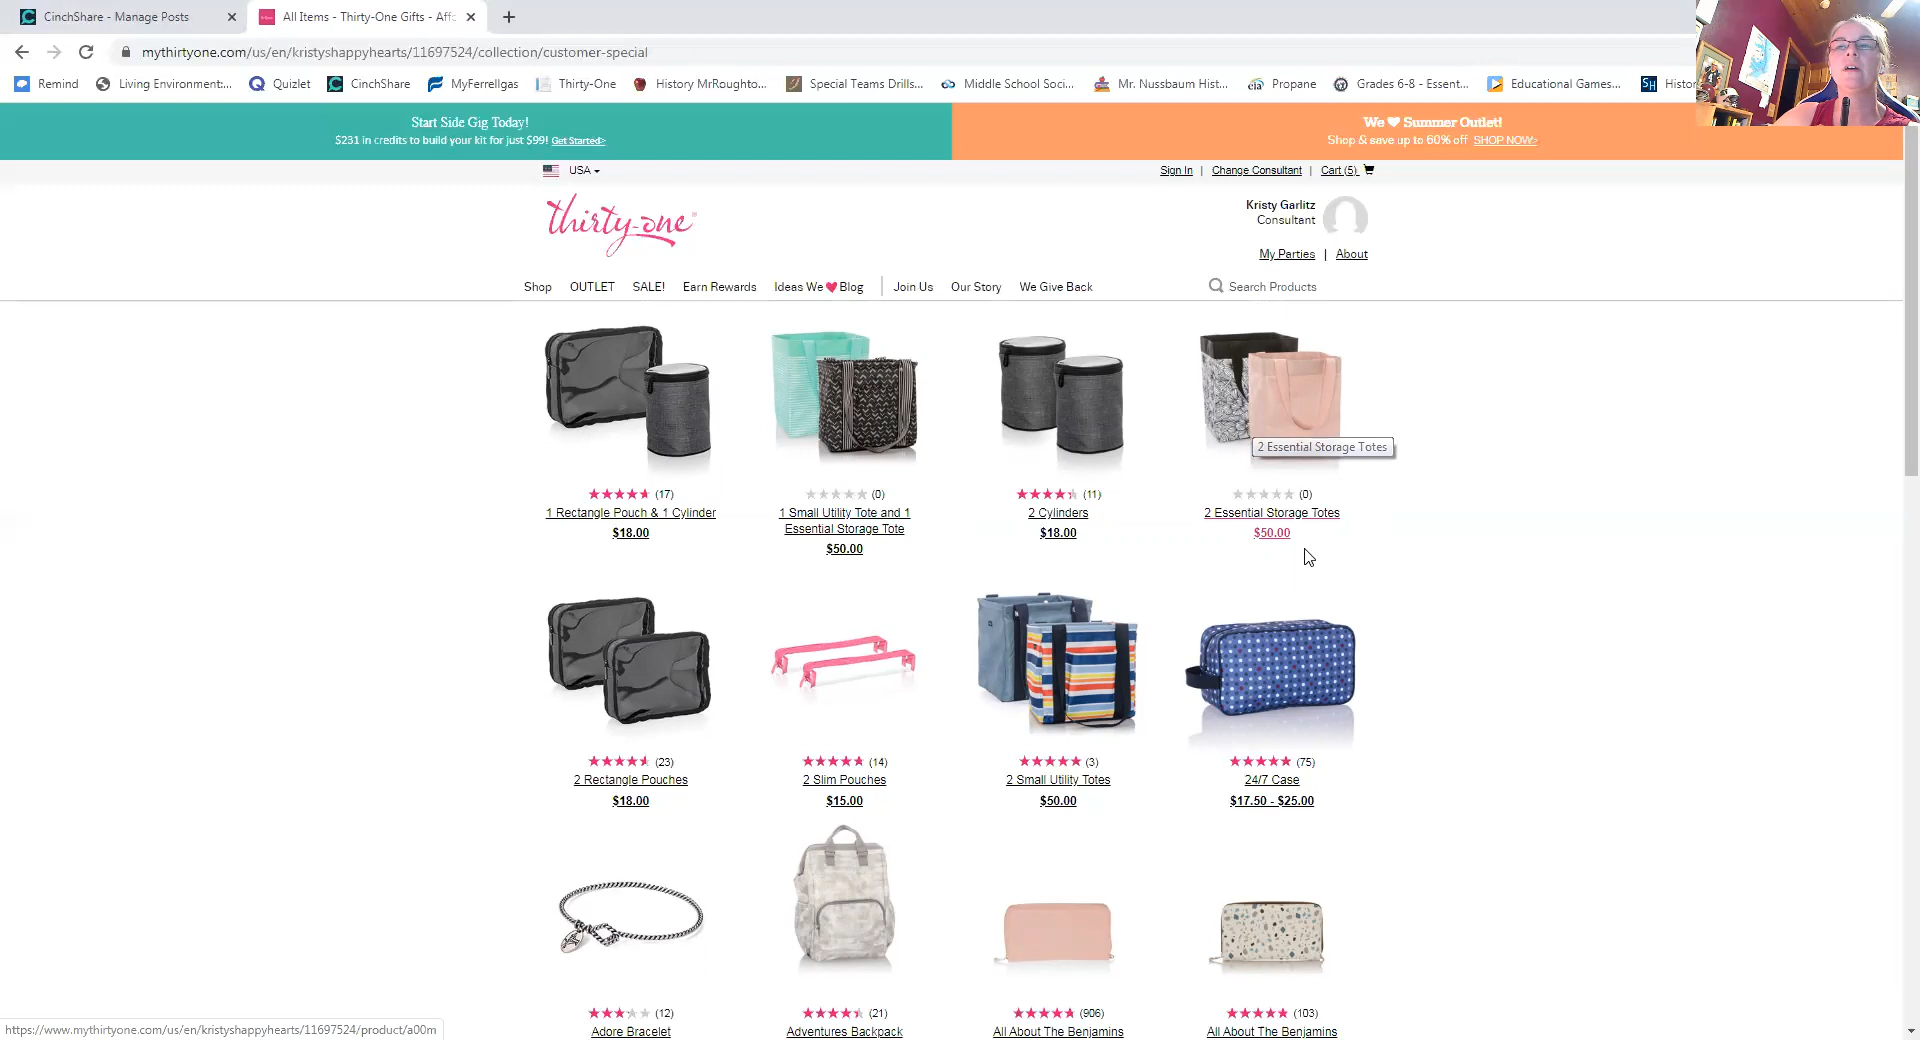 CinchShare - Manage Posts
All Items - Thirty-One Gifts - Affo
mythirtyone.com/us/en/kristyshappyhearts/11697524/collection/customer-special
Remind
Living Environment:...
Quizlet
CinchShare
MyFerrellgas
Thirty-One
History MrRoughto...
Special Teams Drills...
Middle School Soci...
Mr. Nussbaum Hist...
eia Propane
Grades 6-8 - Essent...
Educational Games...
SH Histor
Start Side Gig Today!
$231 in credits to build your kit for just $99! Get Started>
We ❤ Summer Outlet!
Shop & save up to 60% off SHOP NOW>
USA
Sign In | Change Consultant | Cart (5)
thirty-one
Kristy Garlitz
Consultant
My Parties | About
Shop OUTLET SALE! Earn Rewards Ideas We ❤ Blog Join Us Our Story We Give Back
Search Products
2 Essential Storage Totes
(17)
1 Rectangle Pouch & 1 Cylinder
$18.00
(0)
1 Small Utility Tote and 1
Essential Storage Tote
$50.00
(11)
2 Cylinders
$18.00
(0)
2 Essential Storage Totes
$50.00
(23)
2 Rectangle Pouches
$18.00
(14)
2 Slim Pouches
$15.00
(3)
2 Small Utility Totes
$50.00
(75)
24/7 Case
$17.50 - $25.00
(12)
Adore Bracelet
(21)
Adventures Backpack
(906)
All About The Benjamins
(103)
All About The Benjamins
https://www.mythirtyone.com/us/en/kristyshappyhearts/11697524/product/a00m